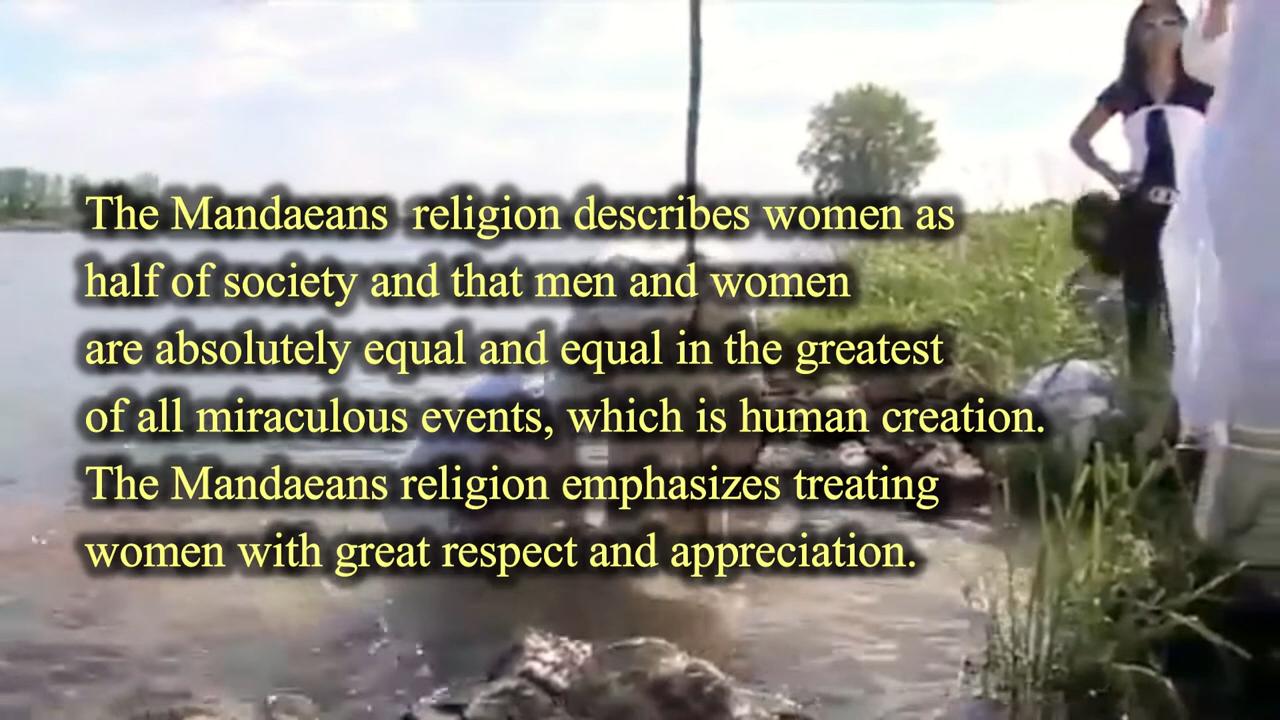 The Mandaeans  religion describes women as
half of society and that men and women
are absolutely equal and equal in the greatest
of all miraculous events, which is human creation.
The Mandaeans religion emphasizes treating
women with great respect and appreciation.